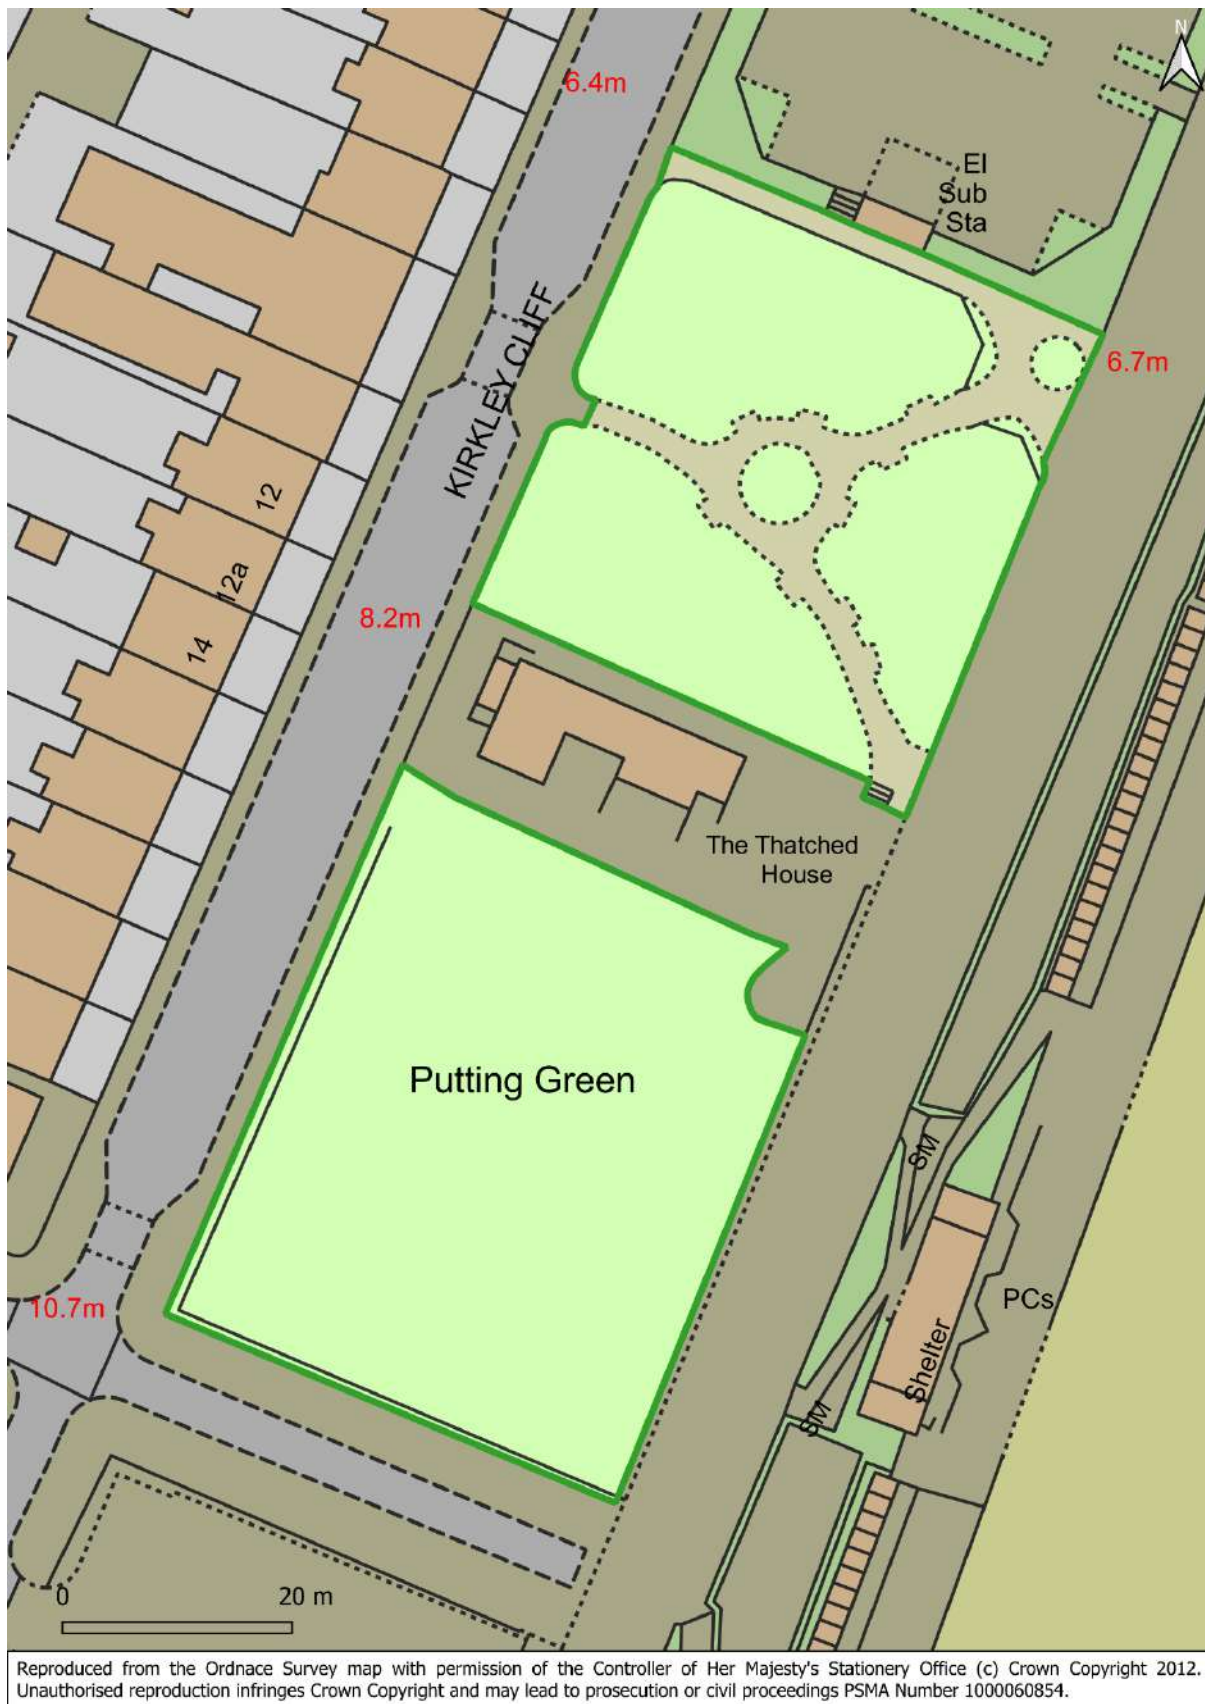 N
6.4m
El
Sub
Sta
KIRKLEY CLIFF
6.7m
12
12a
8.2m
14
The Thatched
House
Putting Green
SM
10.7m
PCs
Shelter
SM
0 20 m
Reproduced from the Ordnace Survey map with permission of the Controller of Her Majesty's Stationery Office (c) Crown Copyright 2012.
Unauthorised reproduction infringes Crown Copyright and may lead to prosecution or civil proceedings PSMA Number 1000060854.